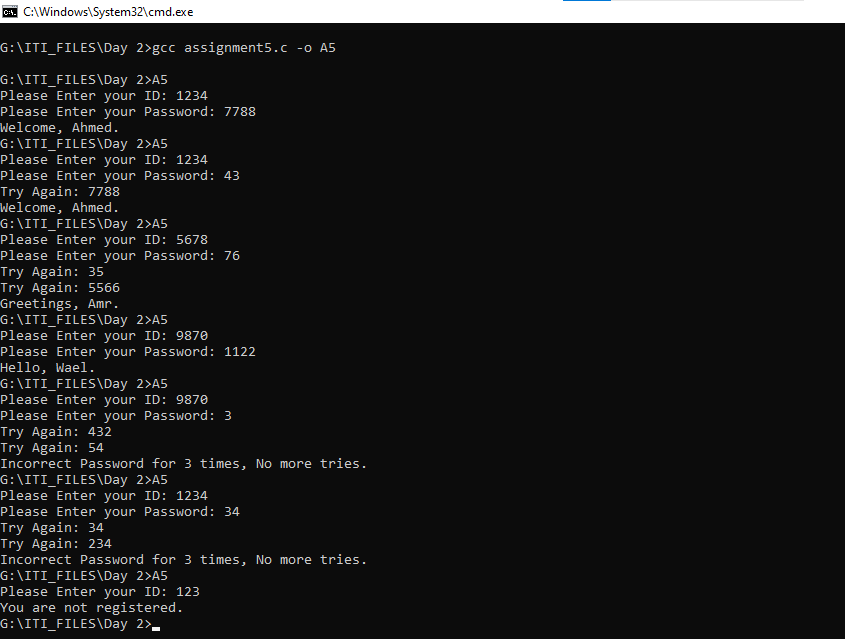 C:\Windows\System32\cmd.exe
G:\ITI_FILES\Day 2>gcc assignment5.c -o A5
G:\ITI_FILES\Day 2>A5
Please Enter your ID: 1234
Please Enter your Password: 7788
Welcome, Ahmed.
G:\ITI_FILES\Day 2>A5
Please Enter your ID: 1234
Please Enter your Password: 43
Try Again: 7788
Welcome, Ahmed.
G:\ITI_FILES\Day 2>A5
Please Enter your ID: 5678
Please Enter your Password: 76
Try Again: 35
Try Again: 5566
Greetings, Amr.
G:\ITI_FILES\Day 2>A5
Please Enter your ID: 9870
Please Enter your Password: 1122
Hello, Wael.
G:\ITI_FILES\Day 2>A5
Please Enter your ID: 9870
Please Enter your Password: 3
Try Again: 432
Try Again: 54
Incorrect Password for 3 times, No more tries.
G:\ITI_FILES\Day 2>A5
Please Enter your ID: 1234
Please Enter your Password: 34
Try Again: 34
Try Again: 234
Incorrect Password for 3 times, No more tries.
G:\ITI_FILES\Day 2>A5
Please Enter your ID: 123
You are not registered.
G:\ITI_FILES\Day 2>